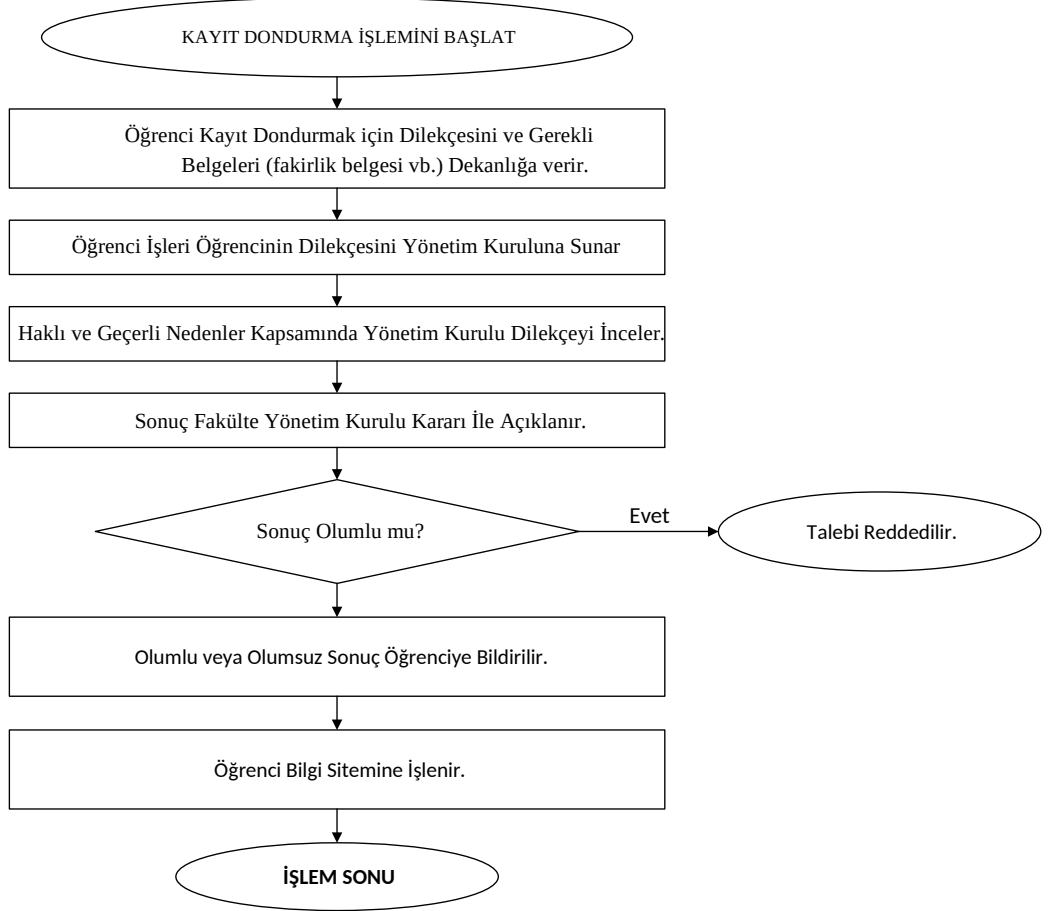 KAYIT DONDURMA İŞLEMİNİ BAŞLAT
Öğrenci Kayıt Dondurmak için Dilekçesini ve Gerekli
Belgeleri (fakirlik belgesi vb.) Dekanlığa verir.
Öğrenci İşleri Öğrencinin Dilekçesini Yönetim Kuruluna Sunar
Haklı ve Geçerli Nedenler Kapsamında Yönetim Kurulu Dilekçeyi İnceler.
Sonuç Fakülte Yönetim Kurulu Kararı İle Açıklanır.
Sonuç Olumlu mu?
Evet
Talebi Reddedilir.
Olumlu veya Olumsuz Sonuç Öğrenciye Bildirilir.
Öğrenci Bilgi Sitemine İşlenir.
İŞLEM SONU